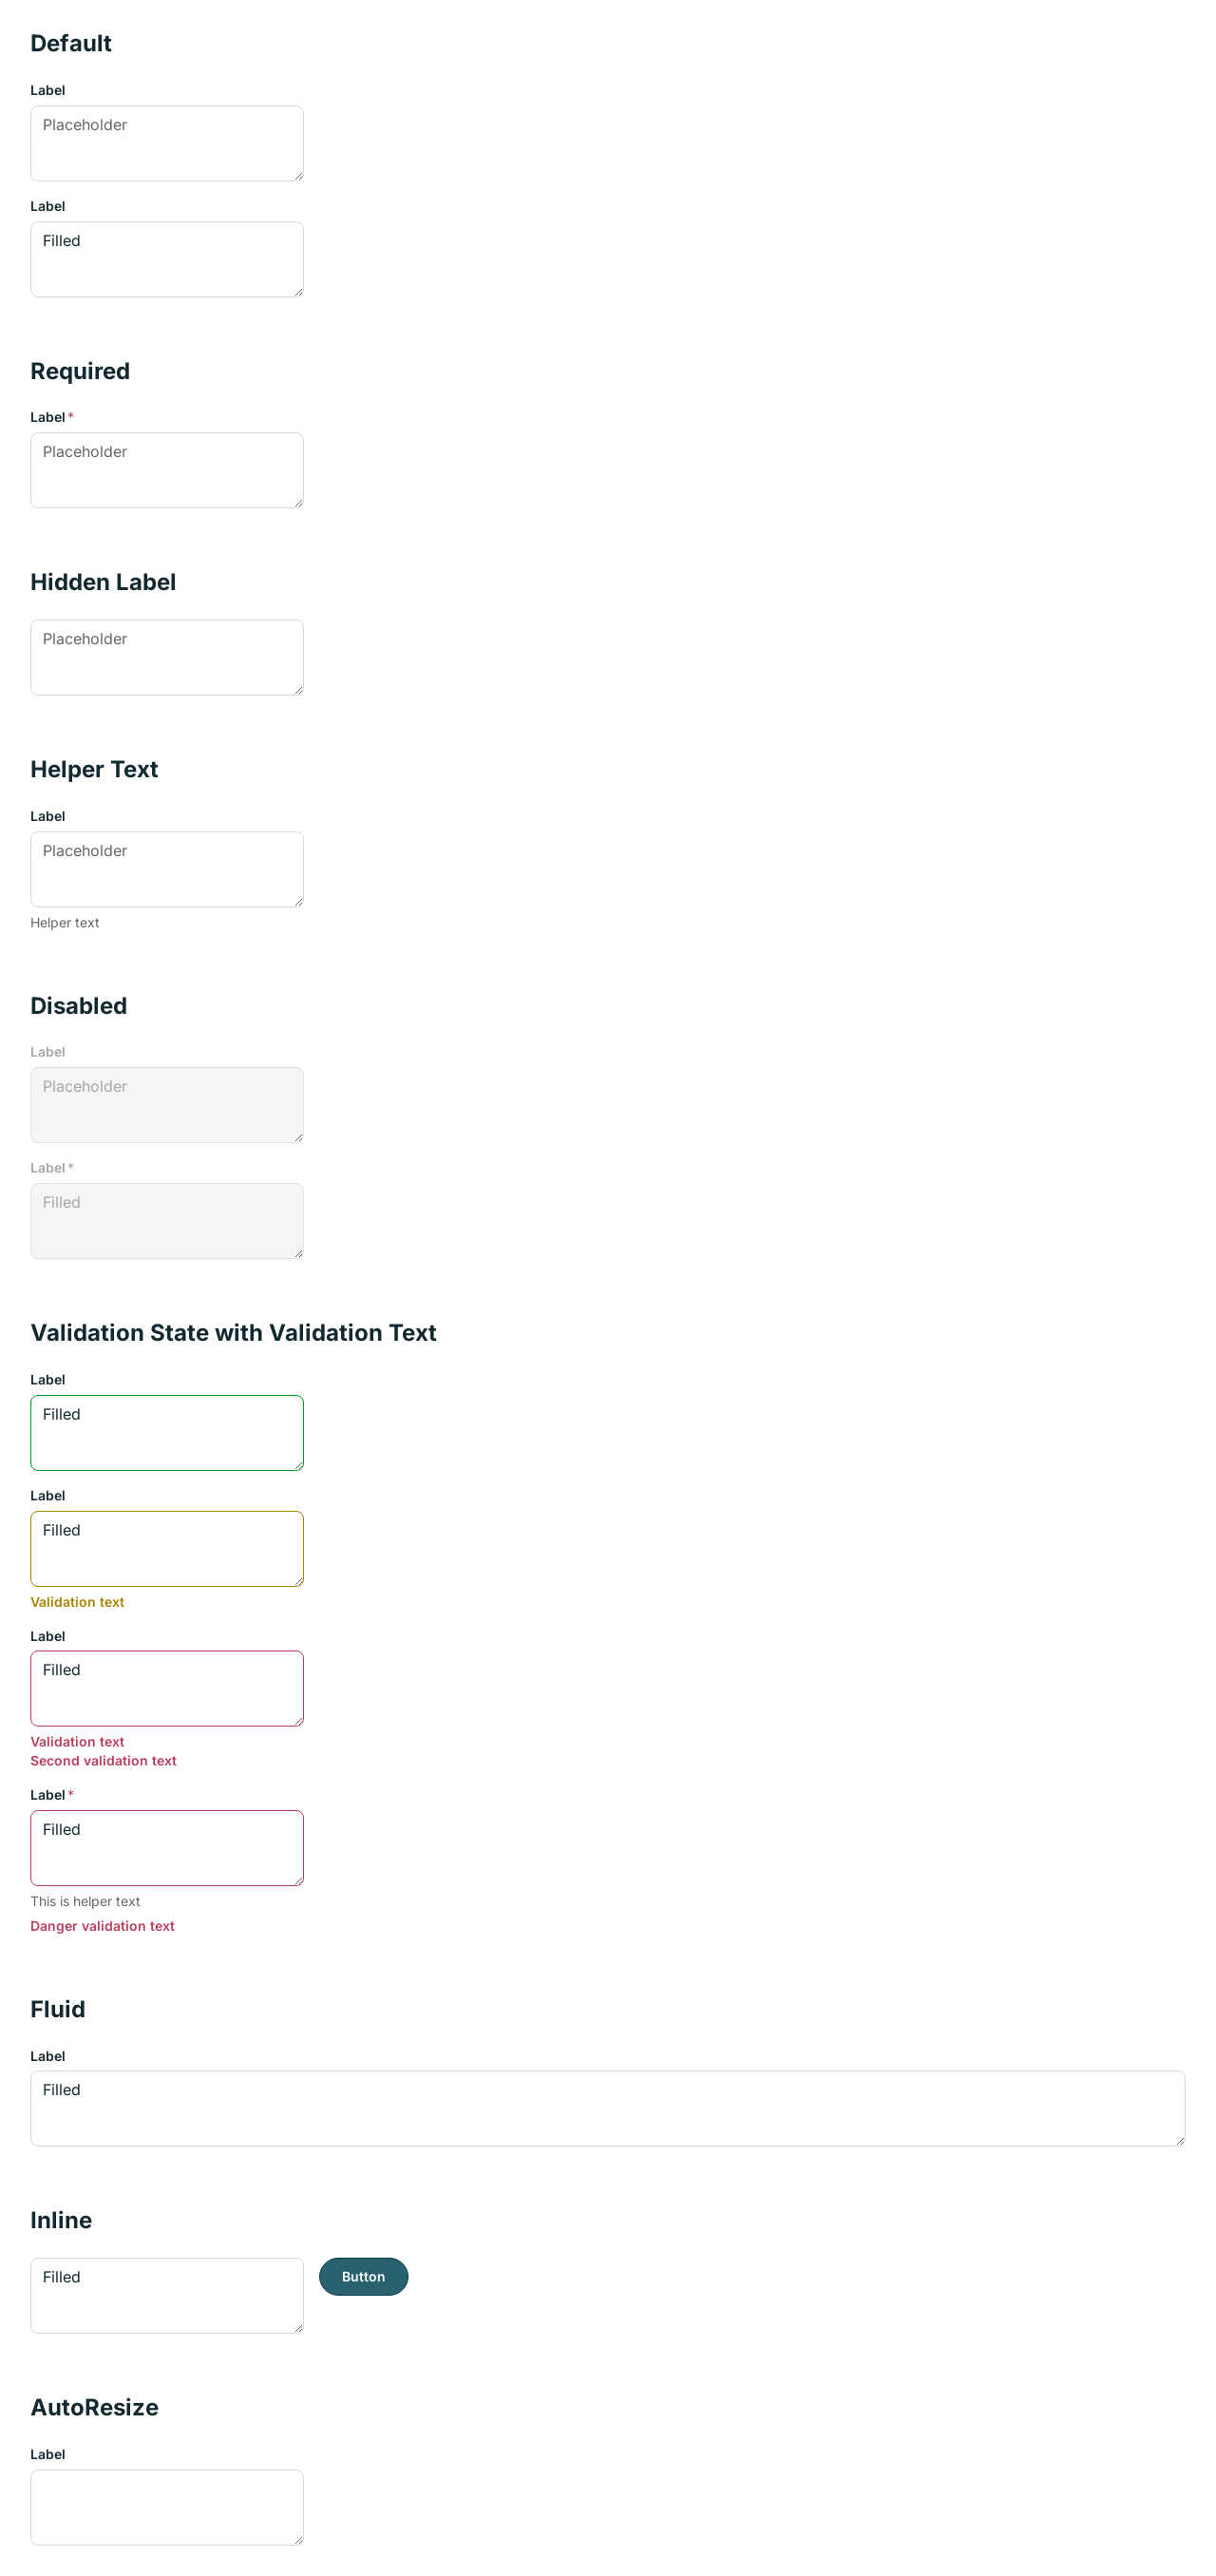 Default
Label
Placeholder
Label
Filled
Required
Label *
Placeholder
Hidden Label
Placeholder
Helper Text
Label
Placeholder
Helper text
Disabled
Label
Placeholder
Label *
Filled
Validation State with Validation Text
Label
Filled
Label
Filled
Validation text
Label
Filled
Validation text
Second validation text
Label *
Filled
This is helper text
Danger validation text
Fluid
Label
Filled
Inline
Filled
Button
AutoResize
Label